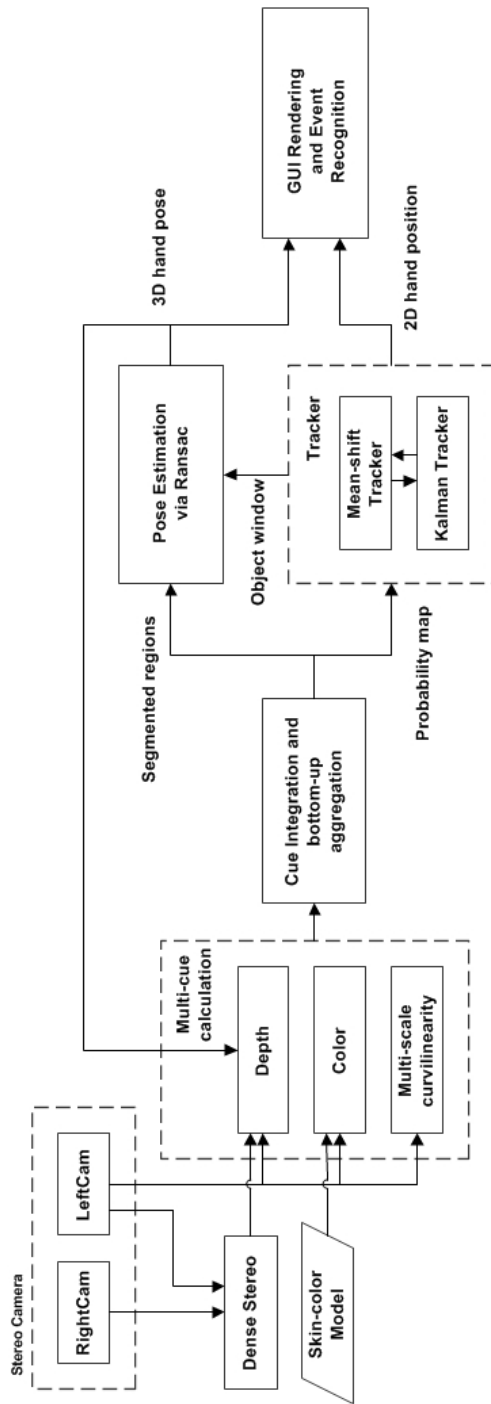 Stereo Camera
RightCam
LeftCam
Dense Stereo
Skin-color
Model
Multi-cue
calculation
Depth
Color
Multi-scale
curvilinearity
Cue Integration and
bottom-up
aggregation
Segmented regions
Probability map
Pose Estimation
via Ransac
Object window
Tracker
Mean-shift
Tracker
Kalman Tracker
3D hand pose
2D hand position
GUI Rendering
and Event
Recognition